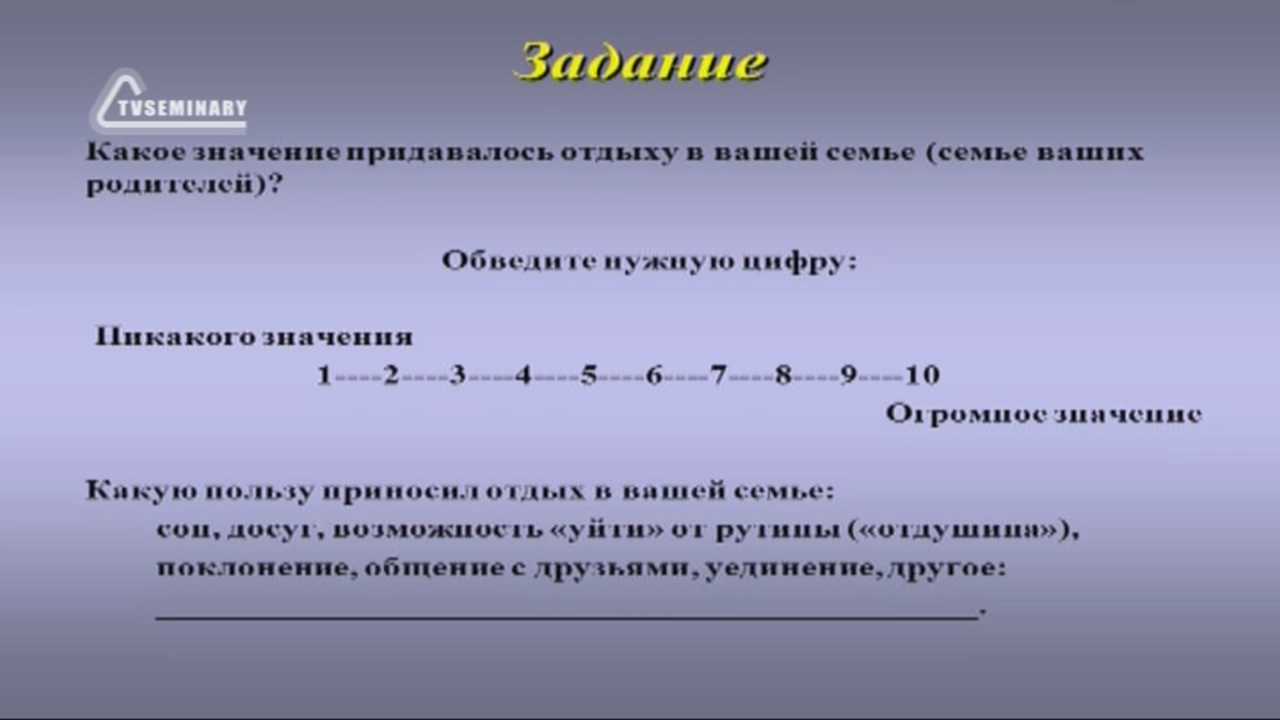 Задание
TVSEMINARY
Какое значение придавалось отдыху в вашей семье (семье ваших
родителей)?
Обведите нужную цифру:
Никакого значения
1----2----3----4----5----6----7----8----9----10
Огромное значение
Какую пользу приносил отдых в вашей семье:
сон, досуг, возможность «уйти» от рутины («отдушина»),
поклонение, общение с друзьями, уединение, другое:
____________________________________________________.